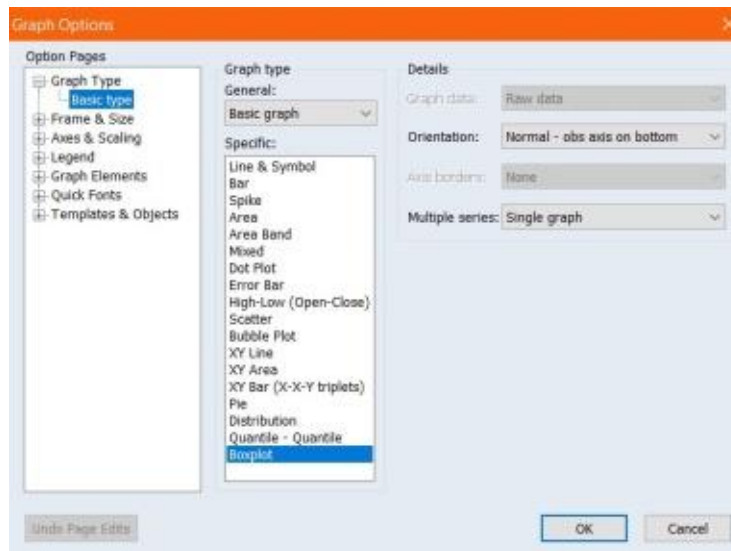 Graph Options
Option Pages
Graph Type
Basic type
Frame & Size
Axes & Scaling
Legend
Graph Elements
Quick Fonts
Templates & Objects
Graph type
General:
Basic graph
Specific:
Line & Symbol
Bar
Spike
Area
Area Band
Mixed
Dot Plot
Error Bar
High-Low (Open-Close)
Scatter
Bubble Plot
XY Line
XY Area
XY Bar (X-X-Y triplets)
Pie
Distribution
Quantile - Quantile
Boxplot
Details
Graph data: Raw data
Orientation: Normal - obs axis on bottom
Axis borders: None
Multiple series: Single graph
Undo Page Edits
OK Cancel